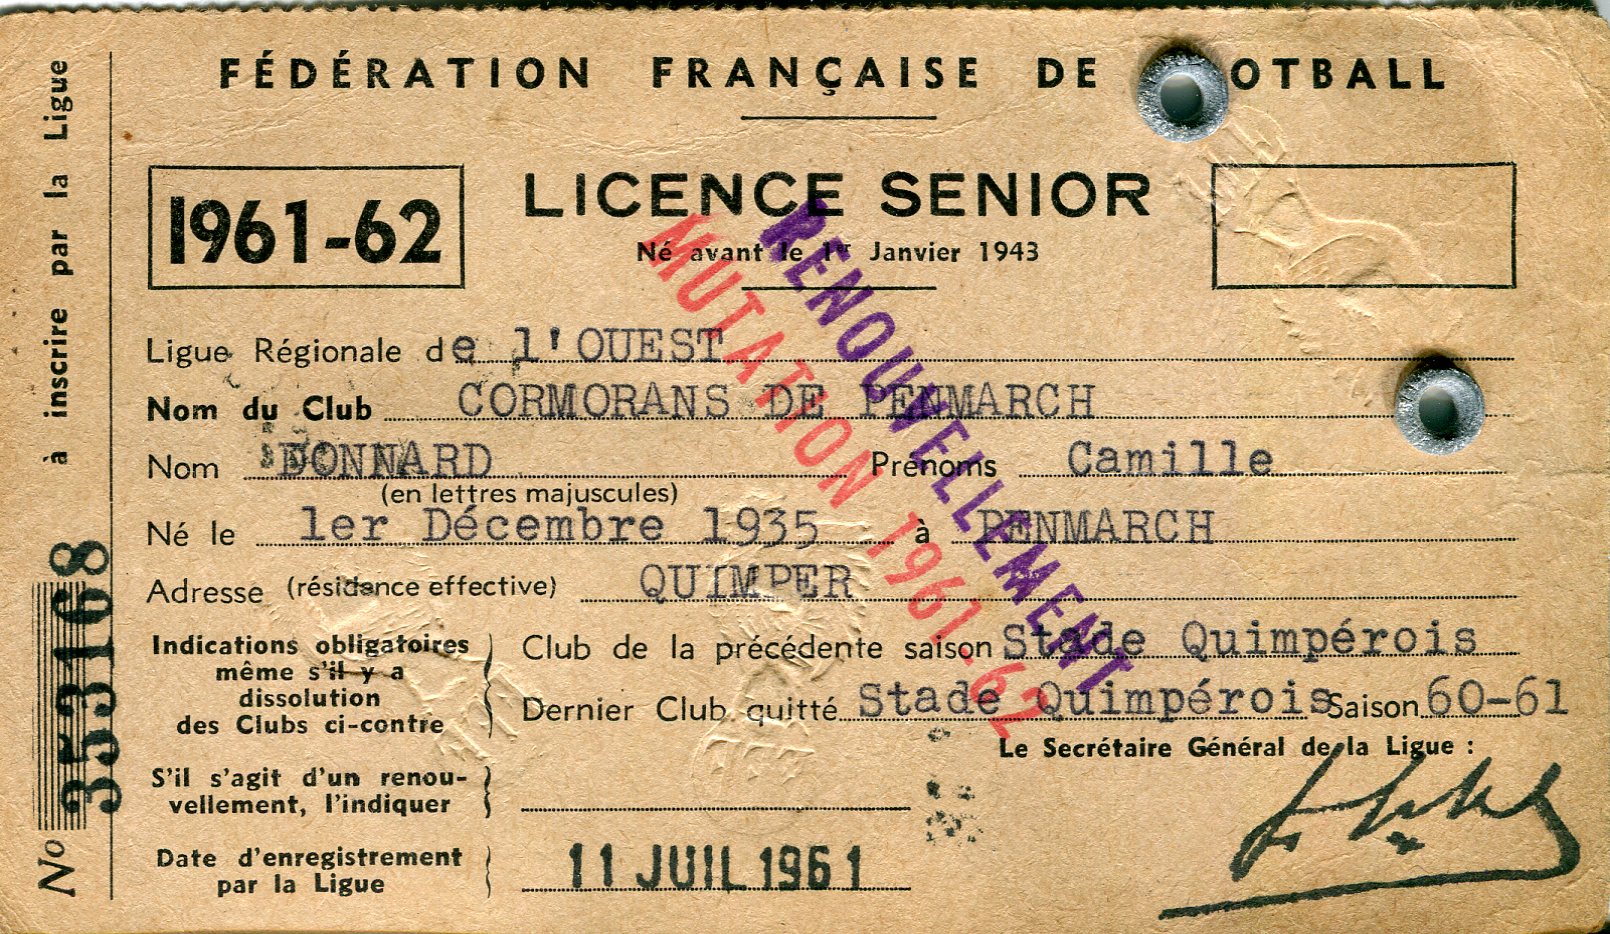 FÉDÉRATION FRANÇAISE DE OTBALL
1961-62
LICENCE SENIOR
Né avant le 1er Janvier 1943
Ligue Régionale de l'OUEST
Nom du Club CORMORANS DE PENMARCH
Nom DONNARD Prénoms Camille
(en lettres majuscules)
Né le 1er Décembre 1935 à PENMARCH
Adresse (résidance effective) QUIMPER
Indications obligatoires
même s'il y a
dissolution
des Clubs ci-contre
Club de la précédente saison Stade Quimpérois
Dernier Club quitté Stade Quimpérois Saison 60-61
Le Secrétaire Général de la Ligue :
S'il s'agit d'un renou-
vellement, l'indiquer
Date d'enregistrement
par la Ligue
11 JUIL 1961
RENOUVELLEMENT
MUTATION 1961-62
No 353168
à inscrire par la Ligue